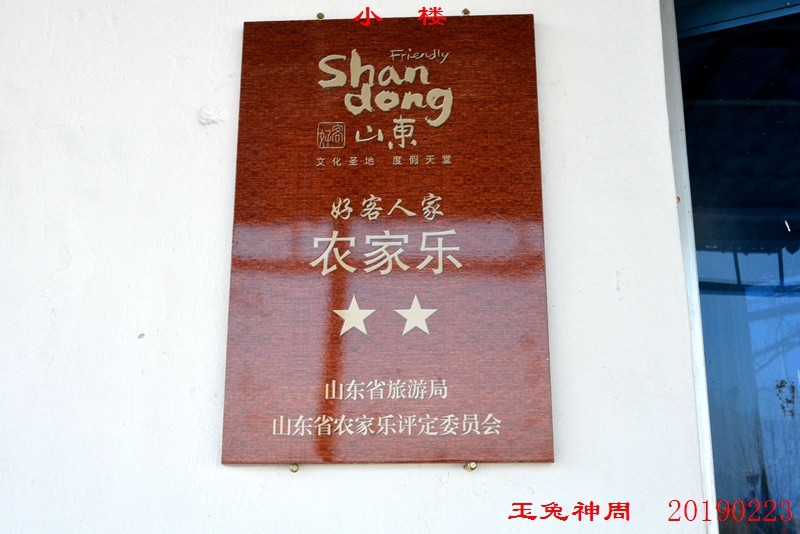 小 楼
Friendly
Shan
dong
好客 山東
文化圣地 度假天堂
好客人家
农家乐
山东省旅游局
山东省农家乐评定委员会
玉兔神周 20190223